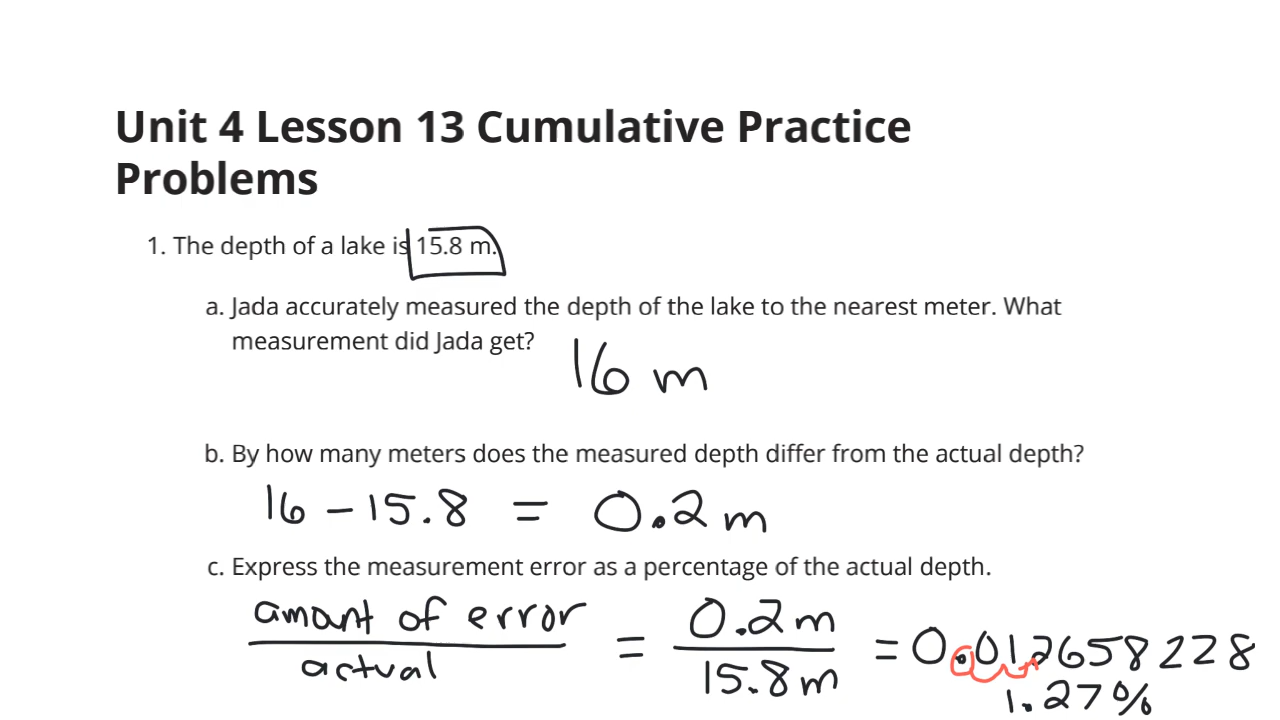 Unit 4 Lesson 13 Cumulative Practice
Problems
1. The depth of a lake is 15.8 m.
a. Jada accurately measured the depth of the lake to the nearest meter. What
measurement did Jada get?
16 m
b. By how many meters does the measured depth differ from the actual depth?
16 - 15.8 = 0.2 m
c. Express the measurement error as a percentage of the actual depth.
amount of error
actual
=
0.2 m
15.8 m
= 0.012658228
1.27%